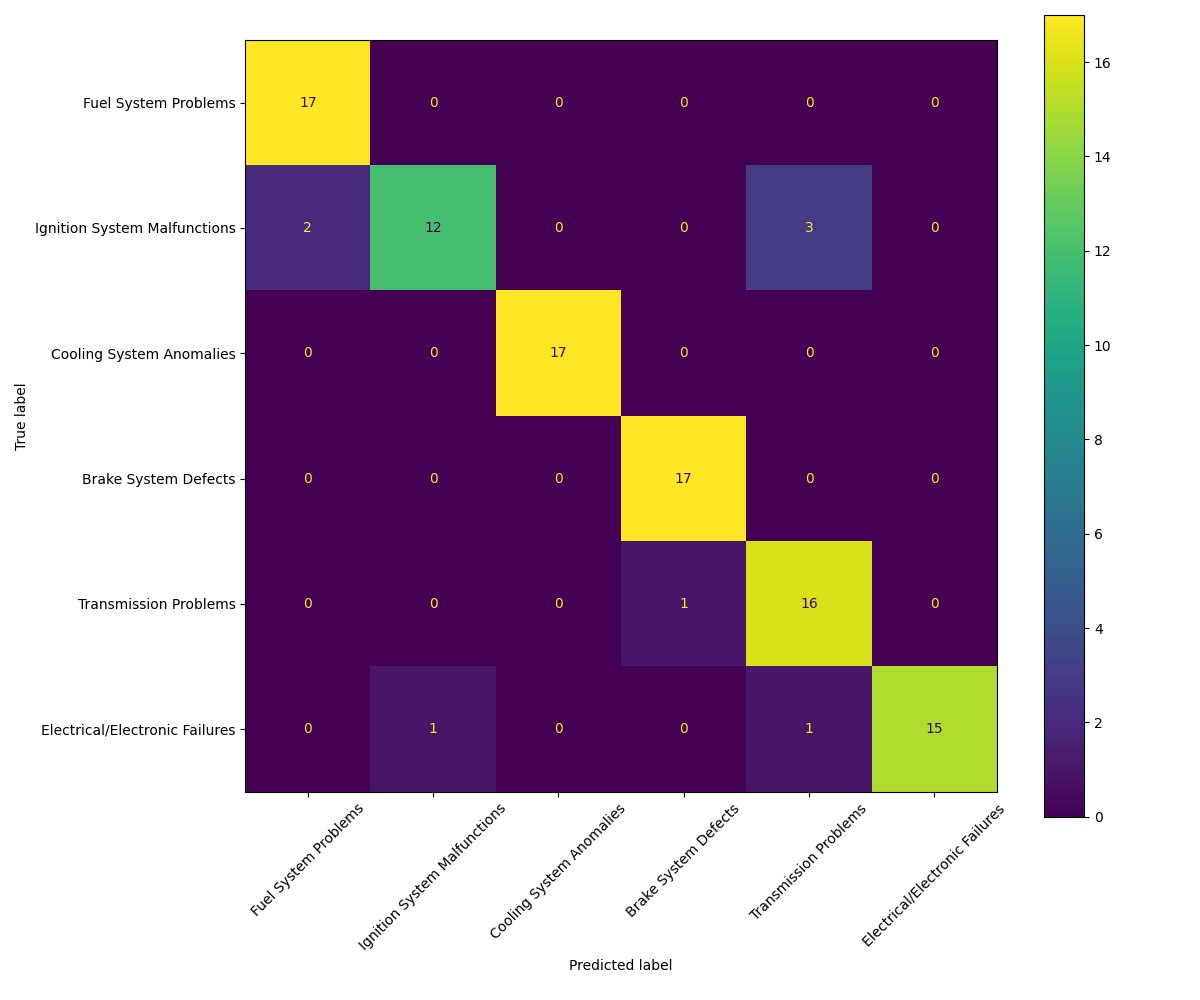 Fuel System Problems 17 0 0 0 0 0
Ignition System Malfunctions 2 12 0 0 3 0
Cooling System Anomalies 0 0 17 0 0 0
Brake System Defects 0 0 0 17 0 0
Transmission Problems 0 0 0 1 16 0
Electrical/Electronic Failures 0 1 0 0 1 15
True label
Fuel System Problems
Ignition System Malfunctions
Cooling System Anomalies
Brake System Defects
Transmission Problems
Electrical/Electronic Failures
Predicted label
16
14
12
10
8
6
4
2
0